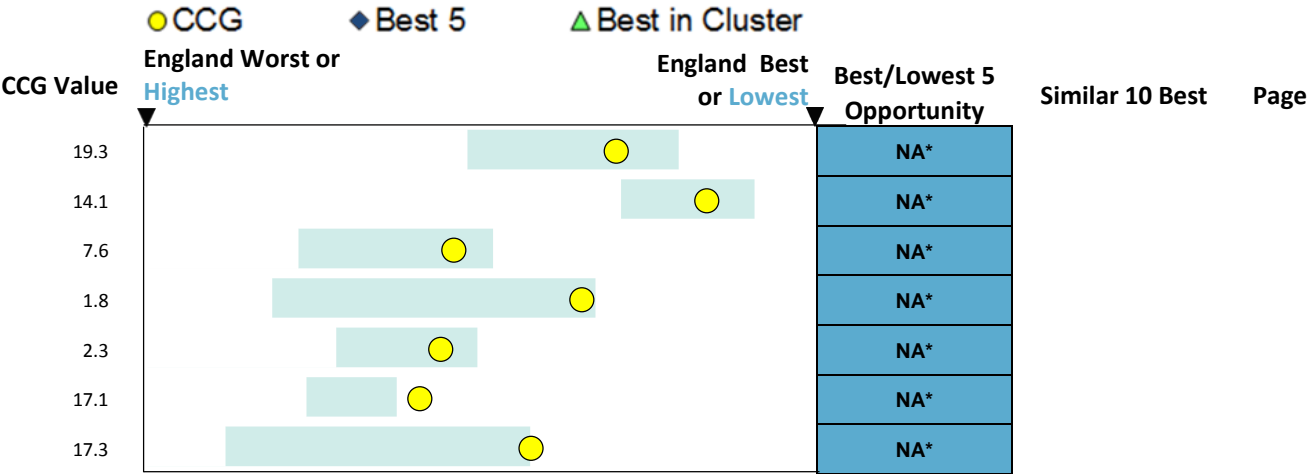 CCG Best 5 Best in Cluster
CCG Value
England Worst or
Highest
England Best
or Lowest
Best/Lowest 5
Opportunity
Similar 10 Best
Page
19.3 NA*
14.1 NA*
7.6 NA*
1.8 NA*
2.3 NA*
17.1 NA*
17.3 NA*